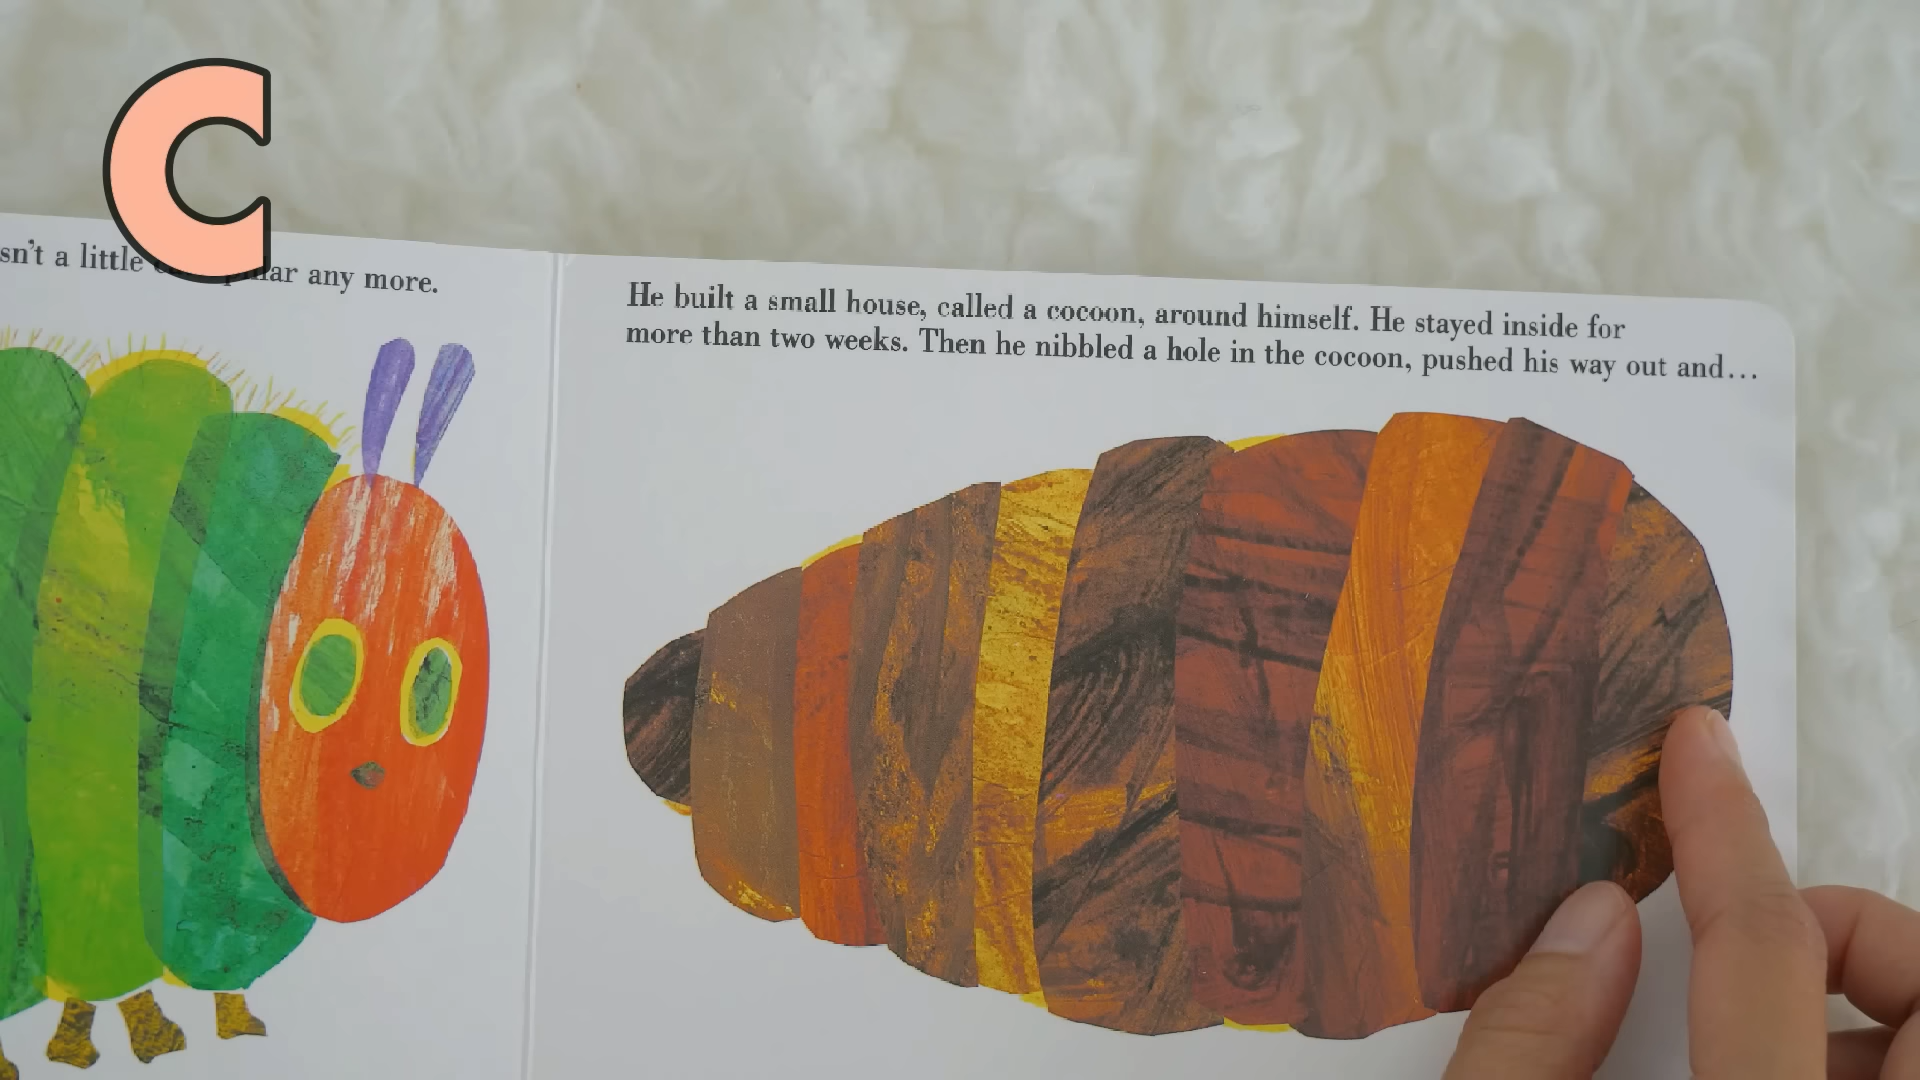 C
sn't a little any more.
He built a small house, called a cocoon, around himself. He stayed inside for
more than two weeks. Then he nibbled a hole in the cocoon, pushed his way out and...